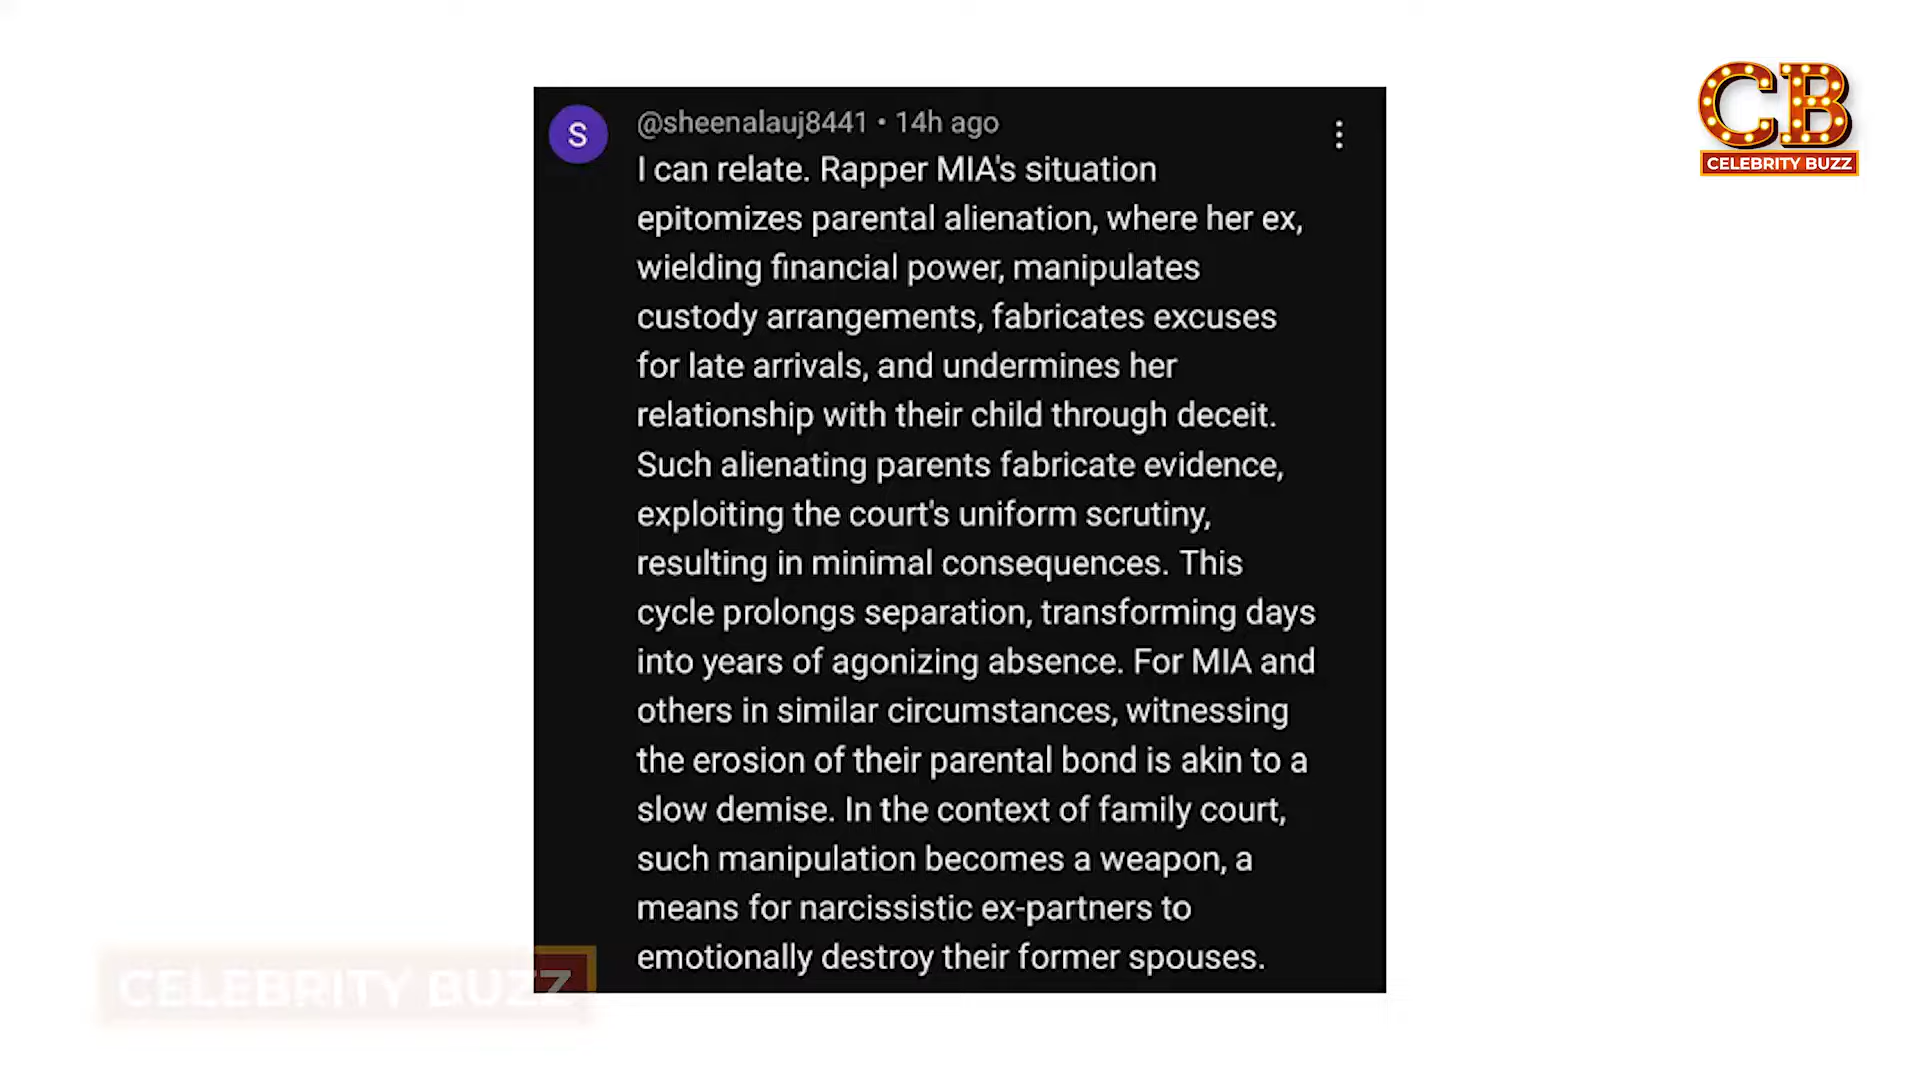 CB
CELEBRITY BUZZ
S
@sheenalauj8441 • 14h ago
I can relate. Rapper MIA's situation
epitomizes parental alienation, where her ex,
wielding financial power, manipulates
custody arrangements, fabricates excuses
for late arrivals, and undermines her
relationship with their child through deceit.
Such alienating parents fabricate evidence,
exploiting the court's uniform scrutiny,
resulting in minimal consequences. This
cycle prolongs separation, transforming days
into years of agonizing absence. For MIA and
others in similar circumstances, witnessing
the erosion of their parental bond is akin to a
slow demise. In the context of family court,
such manipulation becomes a weapon, a
means for narcissistic ex-partners to
emotionally destroy their former spouses.
CELEBRITY BUZZ